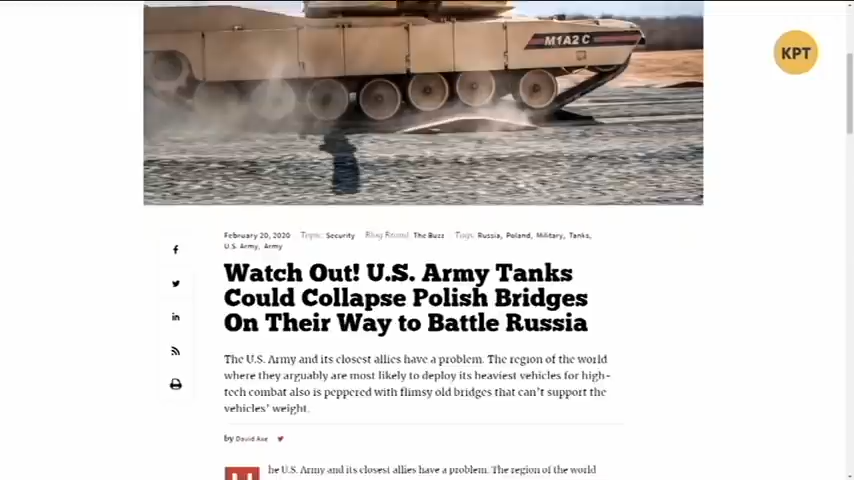 M1A2 C
KPT
February 20, 2020 Topic: Security Blog Brand: The Buzz Tags: Russia, Poland, Military, Tanks,
U.S. Army, Army
Watch Out! U.S. Army Tanks
Could Collapse Polish Bridges
On Their Way to Battle Russia
The U.S. Army and its closest allies have a problem. The region of the world
where they arguably are most likely to deploy its heaviest vehicles for high-
tech combat also is peppered with flimsy old bridges that can't support the
vehicles' weight.
by David Axe
he U.S. Army and its closest allies have a problem. The region of the world